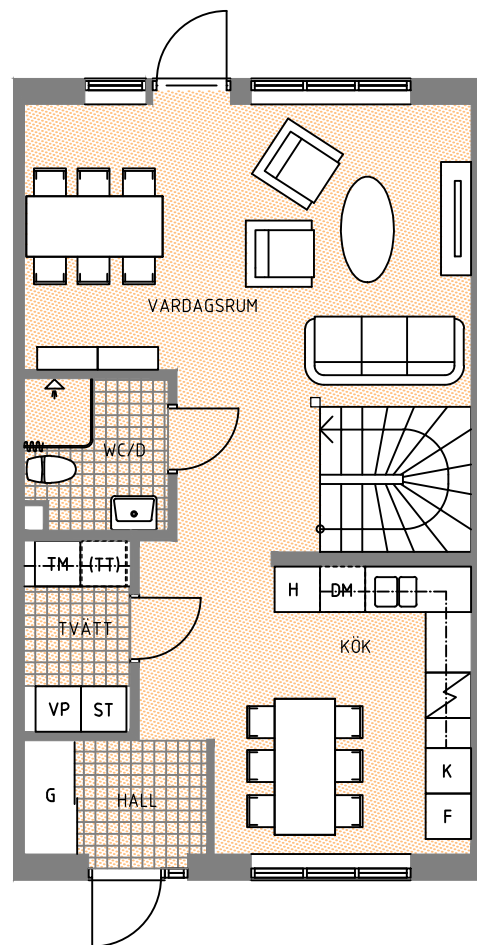 VARDAGSRUM
WC/D
TM (TT)
H DM
TVÄTT
KÖK
VP ST
K
G HALL
F